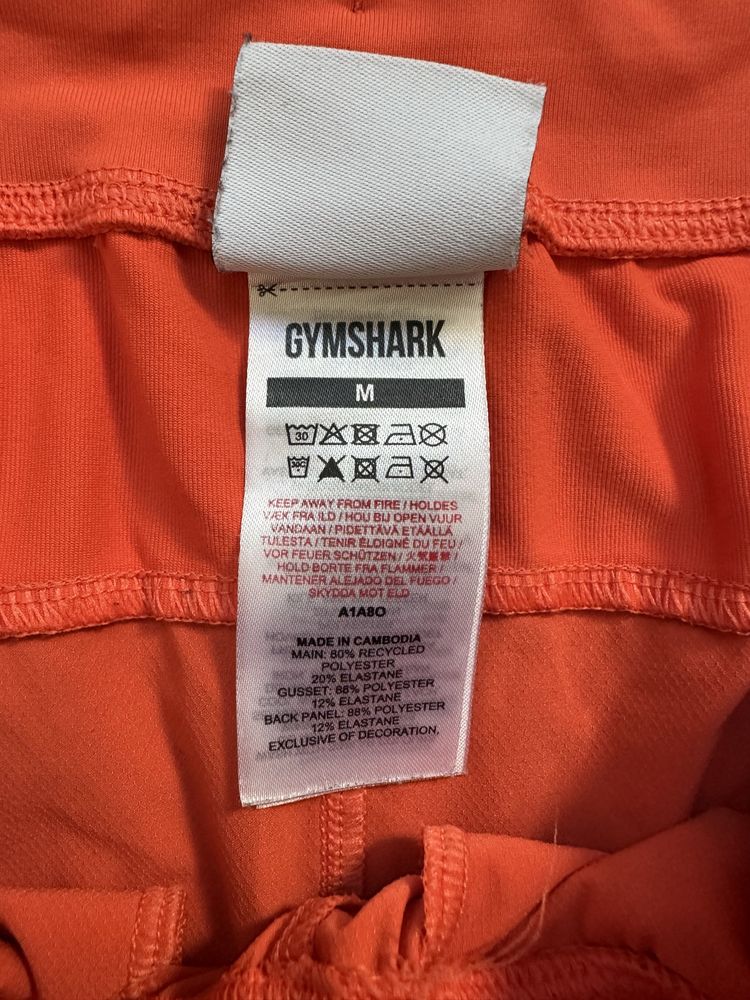 GYMSHARK
M
30
30C
KEEP AWAY FROM FIRE / HOLDES
VÆK FRA ILD / HOU BIJ OPEN VUUR
VANDAAN / PIDETTÄVÄ ETÄÄLLÄ
TULESTA / TENIR ÉLOIGNÉ DU FEU /
VOR FEUER SCHÜTZEN / 火気厳禁 /
HOLD BORTE FRA FLAMMER /
MANTENER ALEJADO DEL FUEGO /
SKYDDA MOT ELD
A1A8O
MADE IN CAMBODIA
MAIN: 80% RECYCLED
POLYESTER
20% ELASTANE
GUSSET: 88% POLYESTER
12% ELASTANE
BACK PANEL: 88% POLYESTER
12% ELASTANE
EXCLUSIVE OF DECORATION.